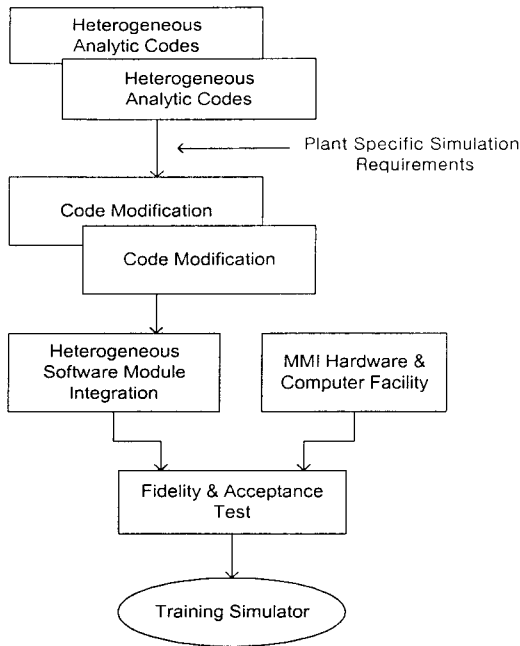 Heterogeneous
Analytic Codes
Heterogeneous
Analytic Codes
Plant Specific Simulation
Requirements
Code Modification
Code Modification
Heterogeneous
Software Module
Integration
MMI Hardware &
Computer Facility
Fidelity & Acceptance
Test
Training Simulator